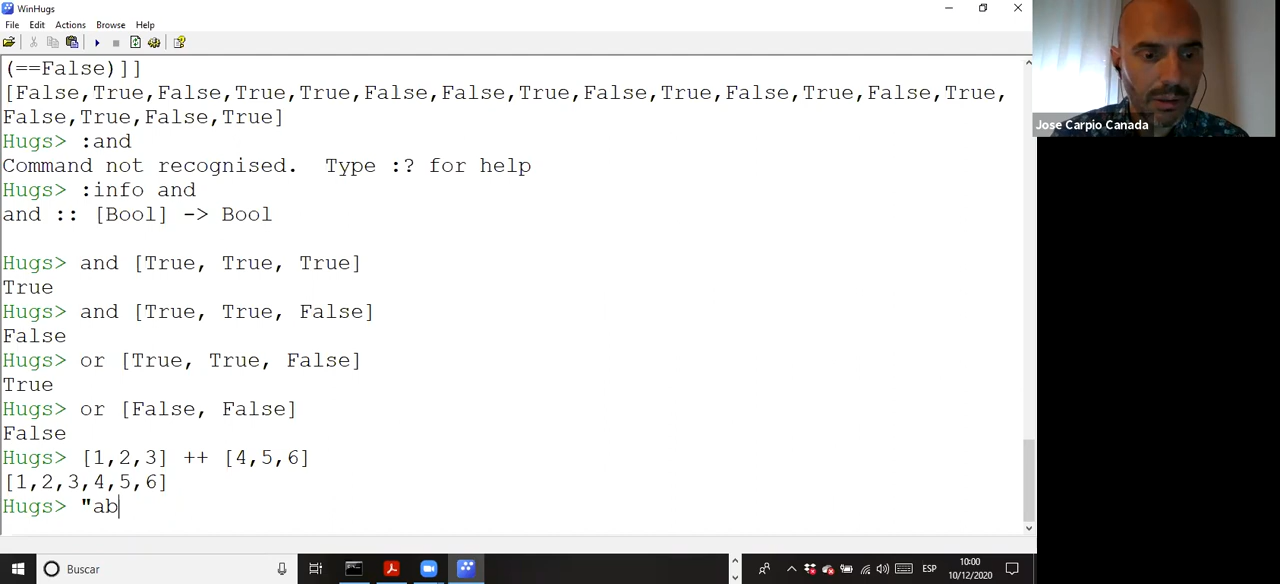 WinHugs
File Edit Actions Browse Help
(==False)]]
[False,True,False,True,True,False,False,True,False,True,False,True,False,True,
False,True,False,True]
Hugs> :and
Command not recognised.  Type :? for help
Hugs> :info and
and :: [Bool] -> Bool
Hugs> and [True, True, True]
True
Hugs> and [True, True, False]
False
Hugs> or [True, True, False]
True
Hugs> or [False, False]
False
Hugs> [1,2,3] ++ [4,5,6]
[1,2,3,4,5,6]
Hugs> "ab
Jose Carpio Canada
Buscar
ESP
10:00
10/12/2020